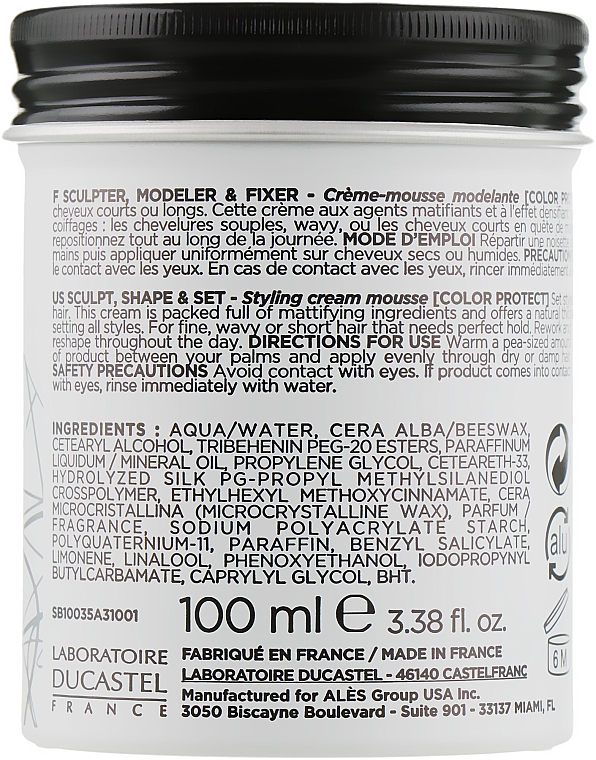 F SCULPTER, MODELER & FIXER - Crème-mousse modelante [COLOR PRO
cheveux courts ou longs. Cette crème aux agents matifiants et à l'effet densifian
coiffages : les chevelures souples, wavy, ou les cheveux courts en quête de m
repositionnez tout au long de la journée. MODE D'EMPLOI Répartir une noisett
mains puis appliquer uniformément sur cheveux secs ou humides. PRECAUTION
le contact avec les yeux. En cas de contact avec les yeux, rincer immédiatement
US SCULPT, SHAPE & SET - Styling cream mousse [COLOR PROTECT] Set sh
hair. This cream is packed full of mattifying ingredients and offers a natural thic
setting all styles. For fine, wavy or short hair that needs perfect hold. Rework an
reshape throughout the day. DIRECTIONS FOR USE Warm a pea-sized amoun
of product between your palms and apply evenly through dry or damp hair
SAFETY PRECAUTIONS Avoid contact with eyes. If product comes into contac
with eyes, rinse immediately with water.
INGREDIENTS : AQUA/WATER, CERA ALBA/BEESWAX,
CETEARYL ALCOHOL, TRIBEHENIN PEG-20 ESTERS, PARAFFINUM
LIQUIDUM / MINERAL OIL, PROPYLENE GLYCOL, CETEARETH-33,
HYDROLYZED SILK PG-PROPYL METHYLSILANEDIOL
CROSSPOLYMER, ETHYLHEXYL METHOXYCINNAMATE, CERA
MICROCRISTALLINA (MICROCRYSTALLINE WAX), PARFUM /
FRAGRANCE, SODIUM POLYACRYLATE STARCH,
POLYQUATERNIUM-11, PARAFFIN, BENZYL SALICYLATE,
LIMONENE, LINALOOL, PHENOXYETHANOL, IODOPROPYNYL
BUTYLCARBAMATE, CAPRYLYL GLYCOL, BHT.
alu
6 M
SB10035A31001
100 ml e 3.38 fl. oz.
LABORATOIRE
DUCASTEL
FRANCE
FABRIQUÉ EN FRANCE / MADE IN FRANCE
LABORATOIRE DUCASTEL - 46140 CASTELFRANC
Manufactured for ALÈS Group USA Inc.
3050 Biscayne Boulevard - Suite 901 - 33137 MIAMI, FL